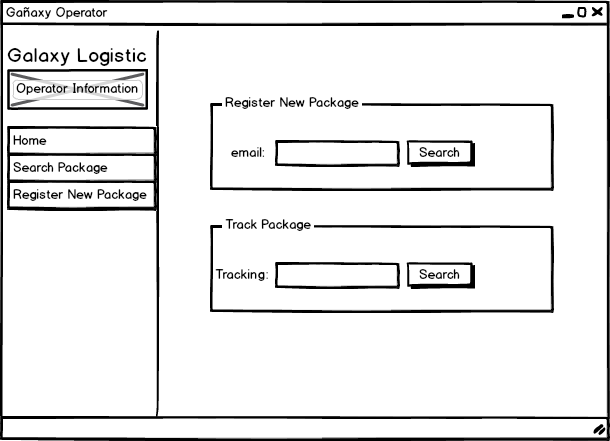 Gañaxy Operator
Galaxy Logistic
Operator Information
Home
Search Package
Register New Package
Register New Package
email:
Search
Track Package
Tracking:
Search